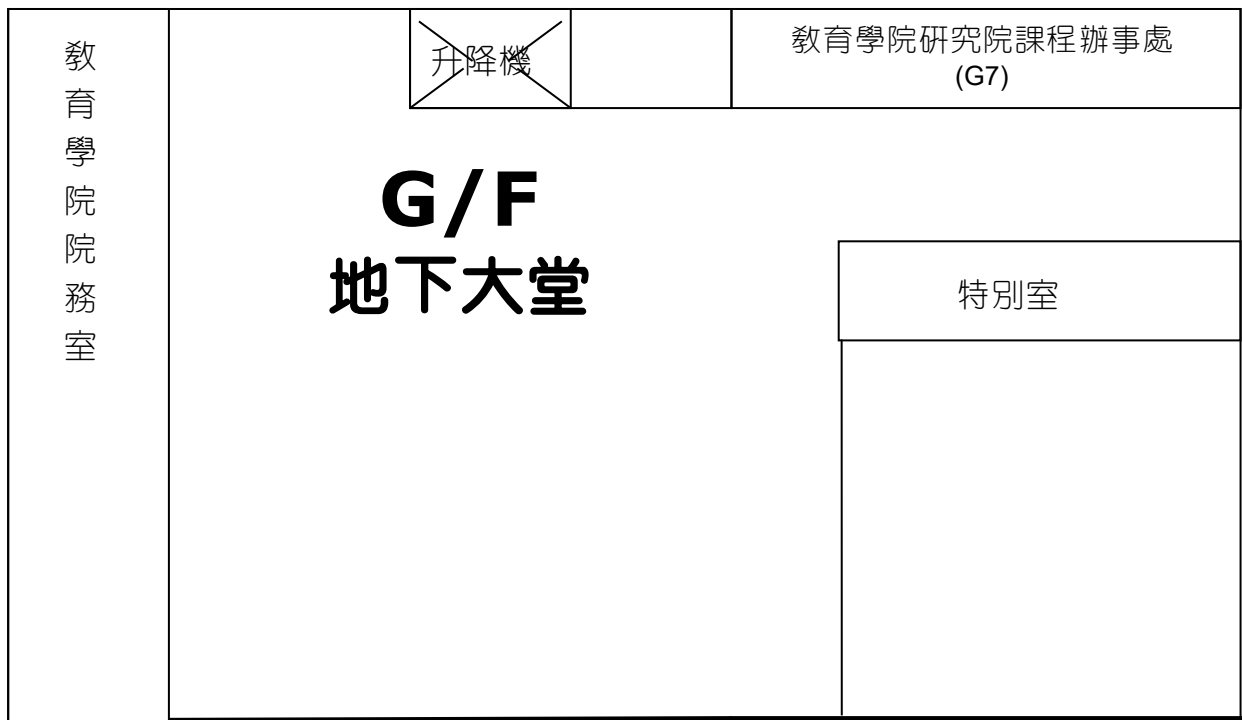 教育學院院務室
升降機
教育學院研究院課程辦事處
(G7)
G/F
地下大堂
特別室